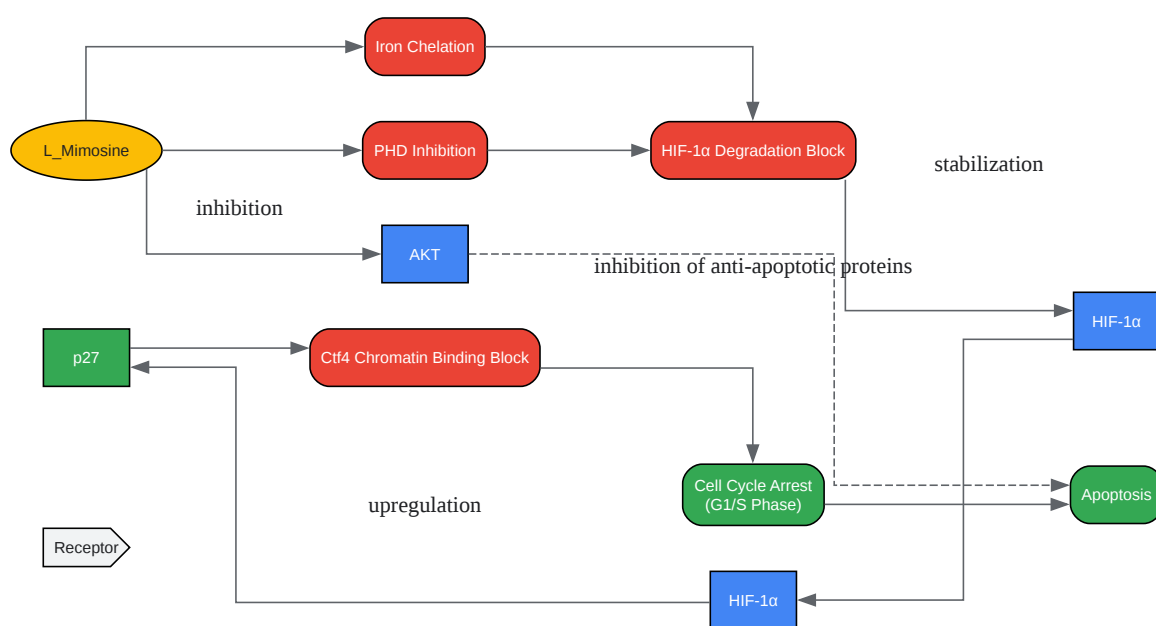 Iron Chelation
L_Mimosine
PHD Inhibition
HIF-1α Degradation Block
stabilization
inhibition
AKT
inhibition of anti-apoptotic proteins
HIF-1α
p27
Ctf4 Chromatin Binding Block
Cell Cycle Arrest
(G1/S Phase)
Apoptosis
upregulation
Receptor
HIF-1α